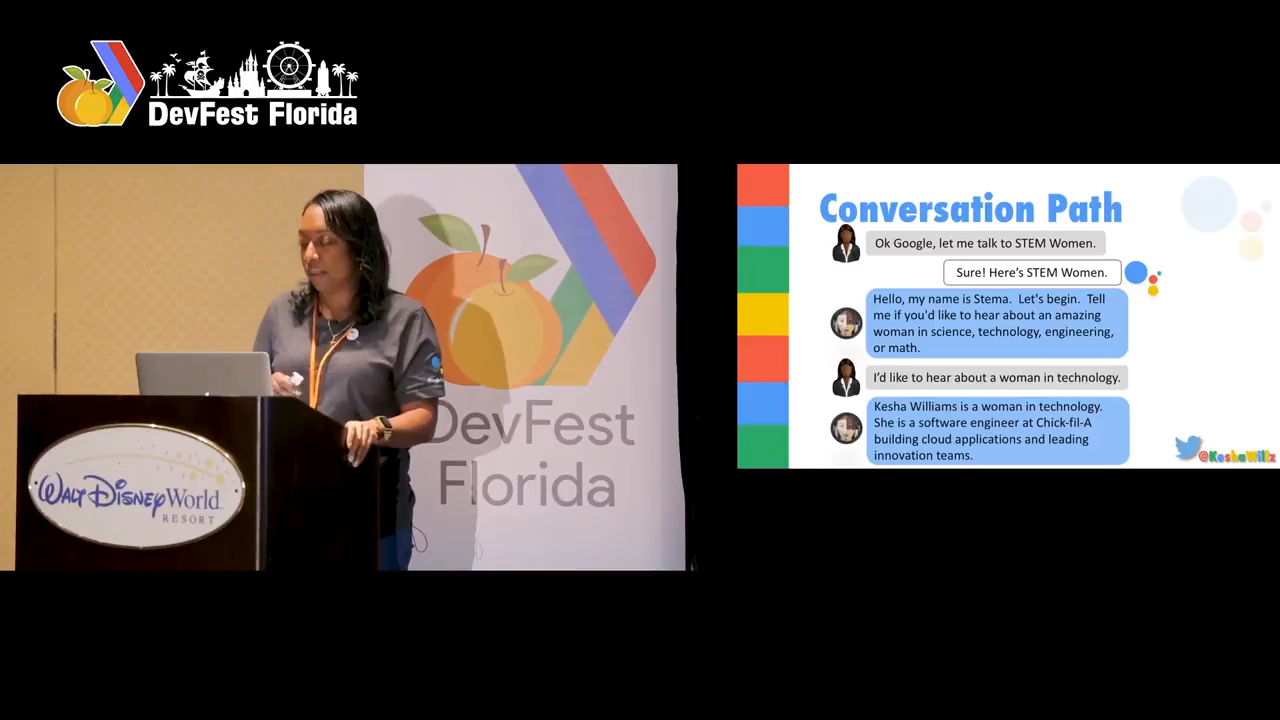 DevFest Florida
WALT DISNEY World
RESORT
DevFest
Florida
Conversation Path
Ok Google, let me talk to STEM Women.
Sure! Here's STEM Women.
Hello, my name is Stema. Let's begin. Tell
me if you'd like to hear about an amazing
woman in science, technology, engineering,
or math.
I'd like to hear about a woman in technology.
Kesha Williams is a woman in technology.
She is a software engineer at Chick-fil-A
building cloud applications and leading
innovation teams.
@KeshaWillz